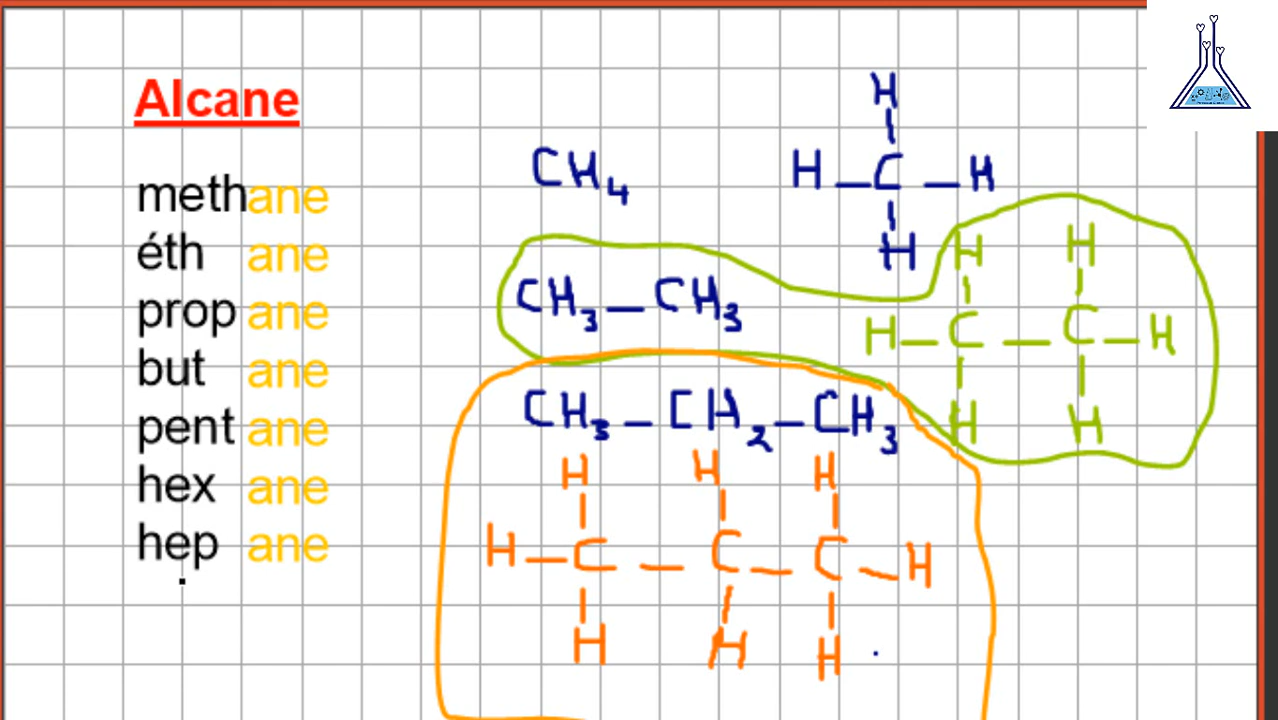 Alcane
methane
éth ane
prop ane
but ane
pent ane
hex ane
hep ane
CH₄
H
H – C – H
H
CH₃ – CH₃
H H
H – C – C – H
H H
CH₃ – CH₂ – CH₃
H H H
H – C – C – C – H
H H H